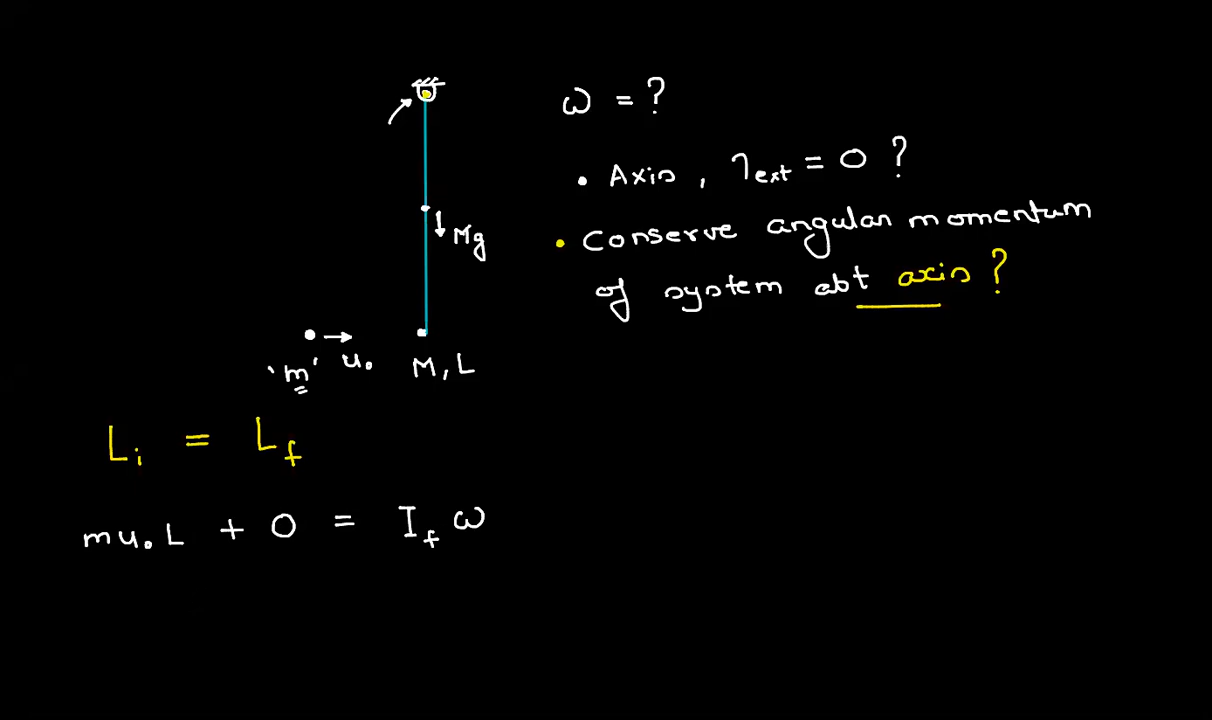 ω = ?
• Axis, τext = 0 ?
• Conserve angular momentum
of system abt axis ?
Mg
'm' u₀ M, L
Li = Lf
mu₀L + 0 = If ω